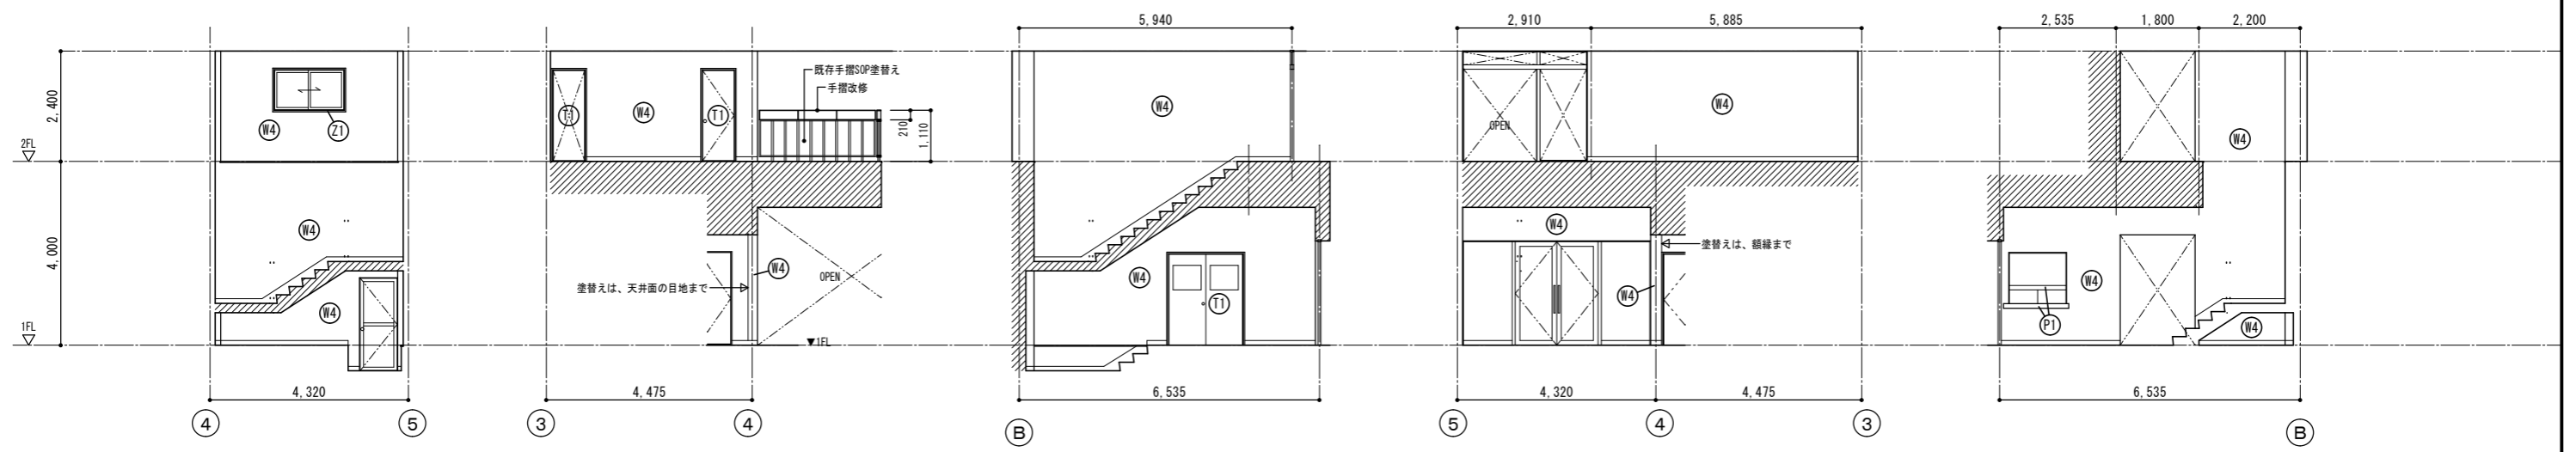 2,400
4,000
2FL
1FL
W4
Z1
W4
W4
4,320
4
5
T1
W4
T1
既存手摺SOP塗替え
手摺改修
210
1,110
W4
OPEN
塗替えは、天井面の目地まで
1FL
4,475
3
4
5,940
W4
W4
T1
6,535
B
2,910
5,885
OPEN
W4
W4
塗替えは、額縁まで
W4
4,320
4,475
5
4
3
2,535
1,800
2,200
W4
W4
P1
W4
6,535
B